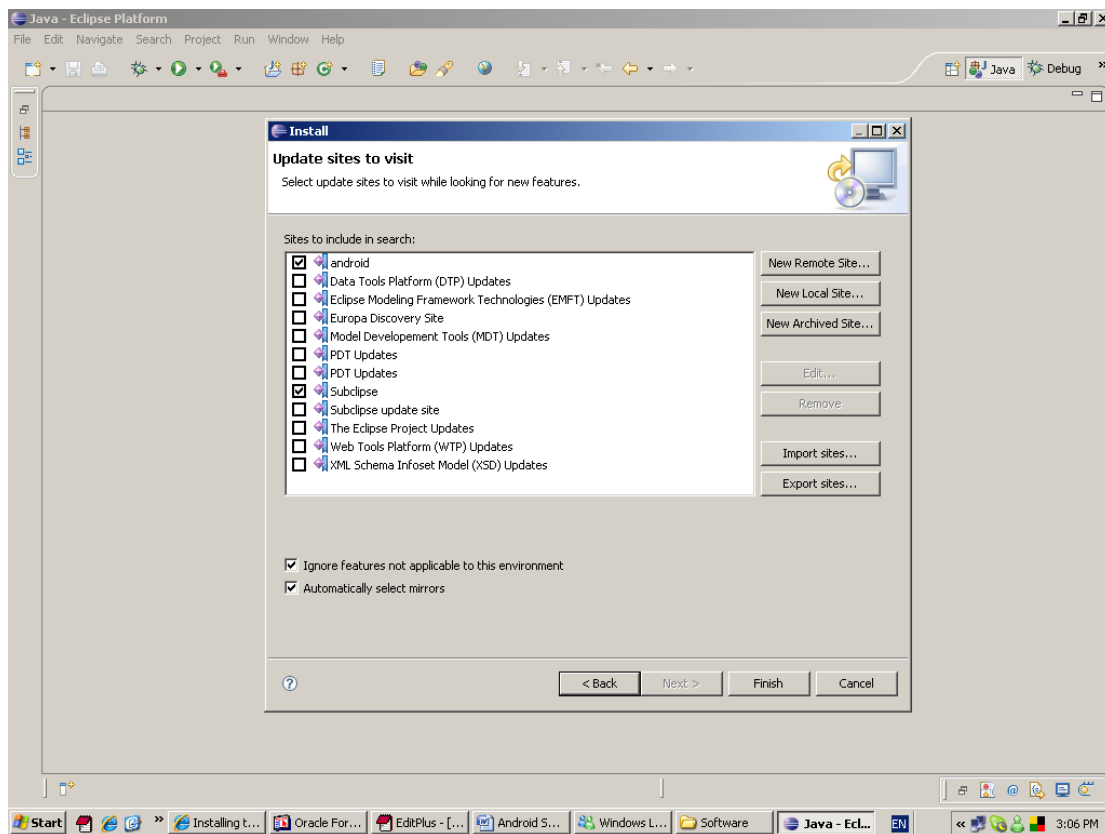 Java - Eclipse Platform
File Edit Navigate Search Project Run Window Help
Java Debug »
Install
Update sites to visit
Select update sites to visit while looking for new features.
Sites to include in search:
android
Data Tools Platform (DTP) Updates
Eclipse Modeling Framework Technologies (EMFT) Updates
Europa Discovery Site
Model Developement Tools (MDT) Updates
PDT Updates
PDT Updates
Subclipse
Subclipse update site
The Eclipse Project Updates
Web Tools Platform (WTP) Updates
XML Schema Infoset Model (XSD) Updates
New Remote Site...
New Local Site...
New Archived Site...
Edit...
Remove
Import sites...
Export sites...
Ignore features not applicable to this environment
Automatically select mirrors
< Back Next > Finish Cancel
Start » Installing t... Oracle For... EditPlus - [... Android S... Windows L... Software Java - Ecl... EN « 3:06 PM